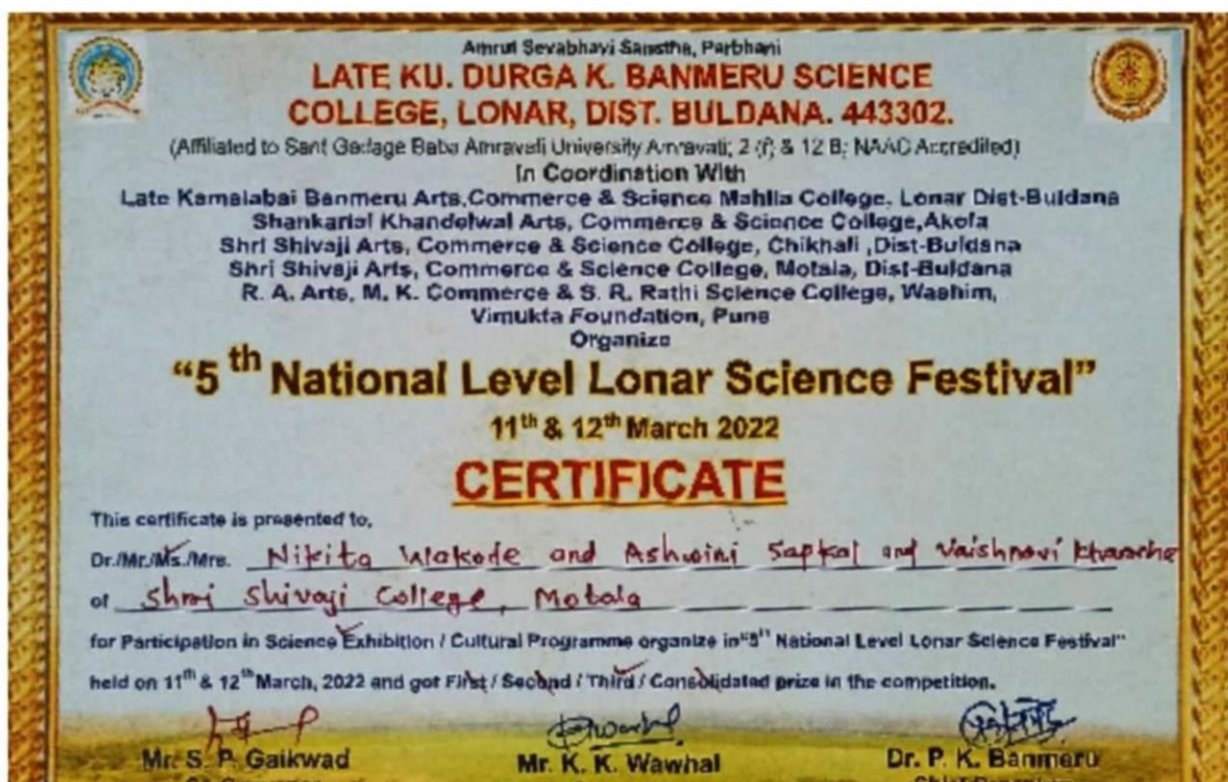 Amrut Sevabhayi Sanstha, Parbhani
LATE KU. DURGA K. BANMERU SCIENCE
COLLEGE, LONAR, DIST. BULDANA. 443302.
(Affiliated to Sant Gadage Baba Amravati University Amravati; 2 (f) & 12 B; NAAC Accredited)
In Coordination With
Late Kamalabai Banmeru Arts,Commerce & Science Mahila College, Lonar Dist-Buldana
Shankarlal Khandelwal Arts, Commerce & Science College,Akola
Shri Shivaji Arts, Commerce & Science College, Chikhali ,Dist-Buldana
Shri Shivaji Arts, Commerce & Science College, Motala, Dist-Buldana
R. A. Arts, M. K. Commerce & S. R. Rathi Science College, Washim,
Vimukta Foundation, Pune
Organize
“5 th National Level Lonar Science Festival”
11th & 12th March 2022
CERTIFICATE
This certificate is presented to,
Dr./Mr./Ms./Mrs. Nikita Wakode and Ashwini Sapkal and Vaishnavi
of Shri Shivaji College, Motala
for Participation in Science Exhibition / Cultural Programme organize in“5th National Level Lonar Science Festival”
held on 11th & 12th March, 2022 and got First / Second / Third / Consolidated prize in the competition.
Mr. S. P. Gaikwad
Mr. K. K. Wawhal
Dr. P. K. Banmeru